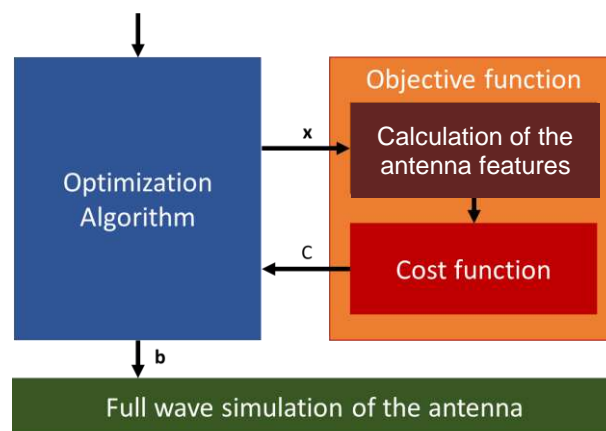 Objective function
x
Calculation of the
antenna features
Optimization
Algorithm
C
Cost function
b
Full wave simulation of the antenna